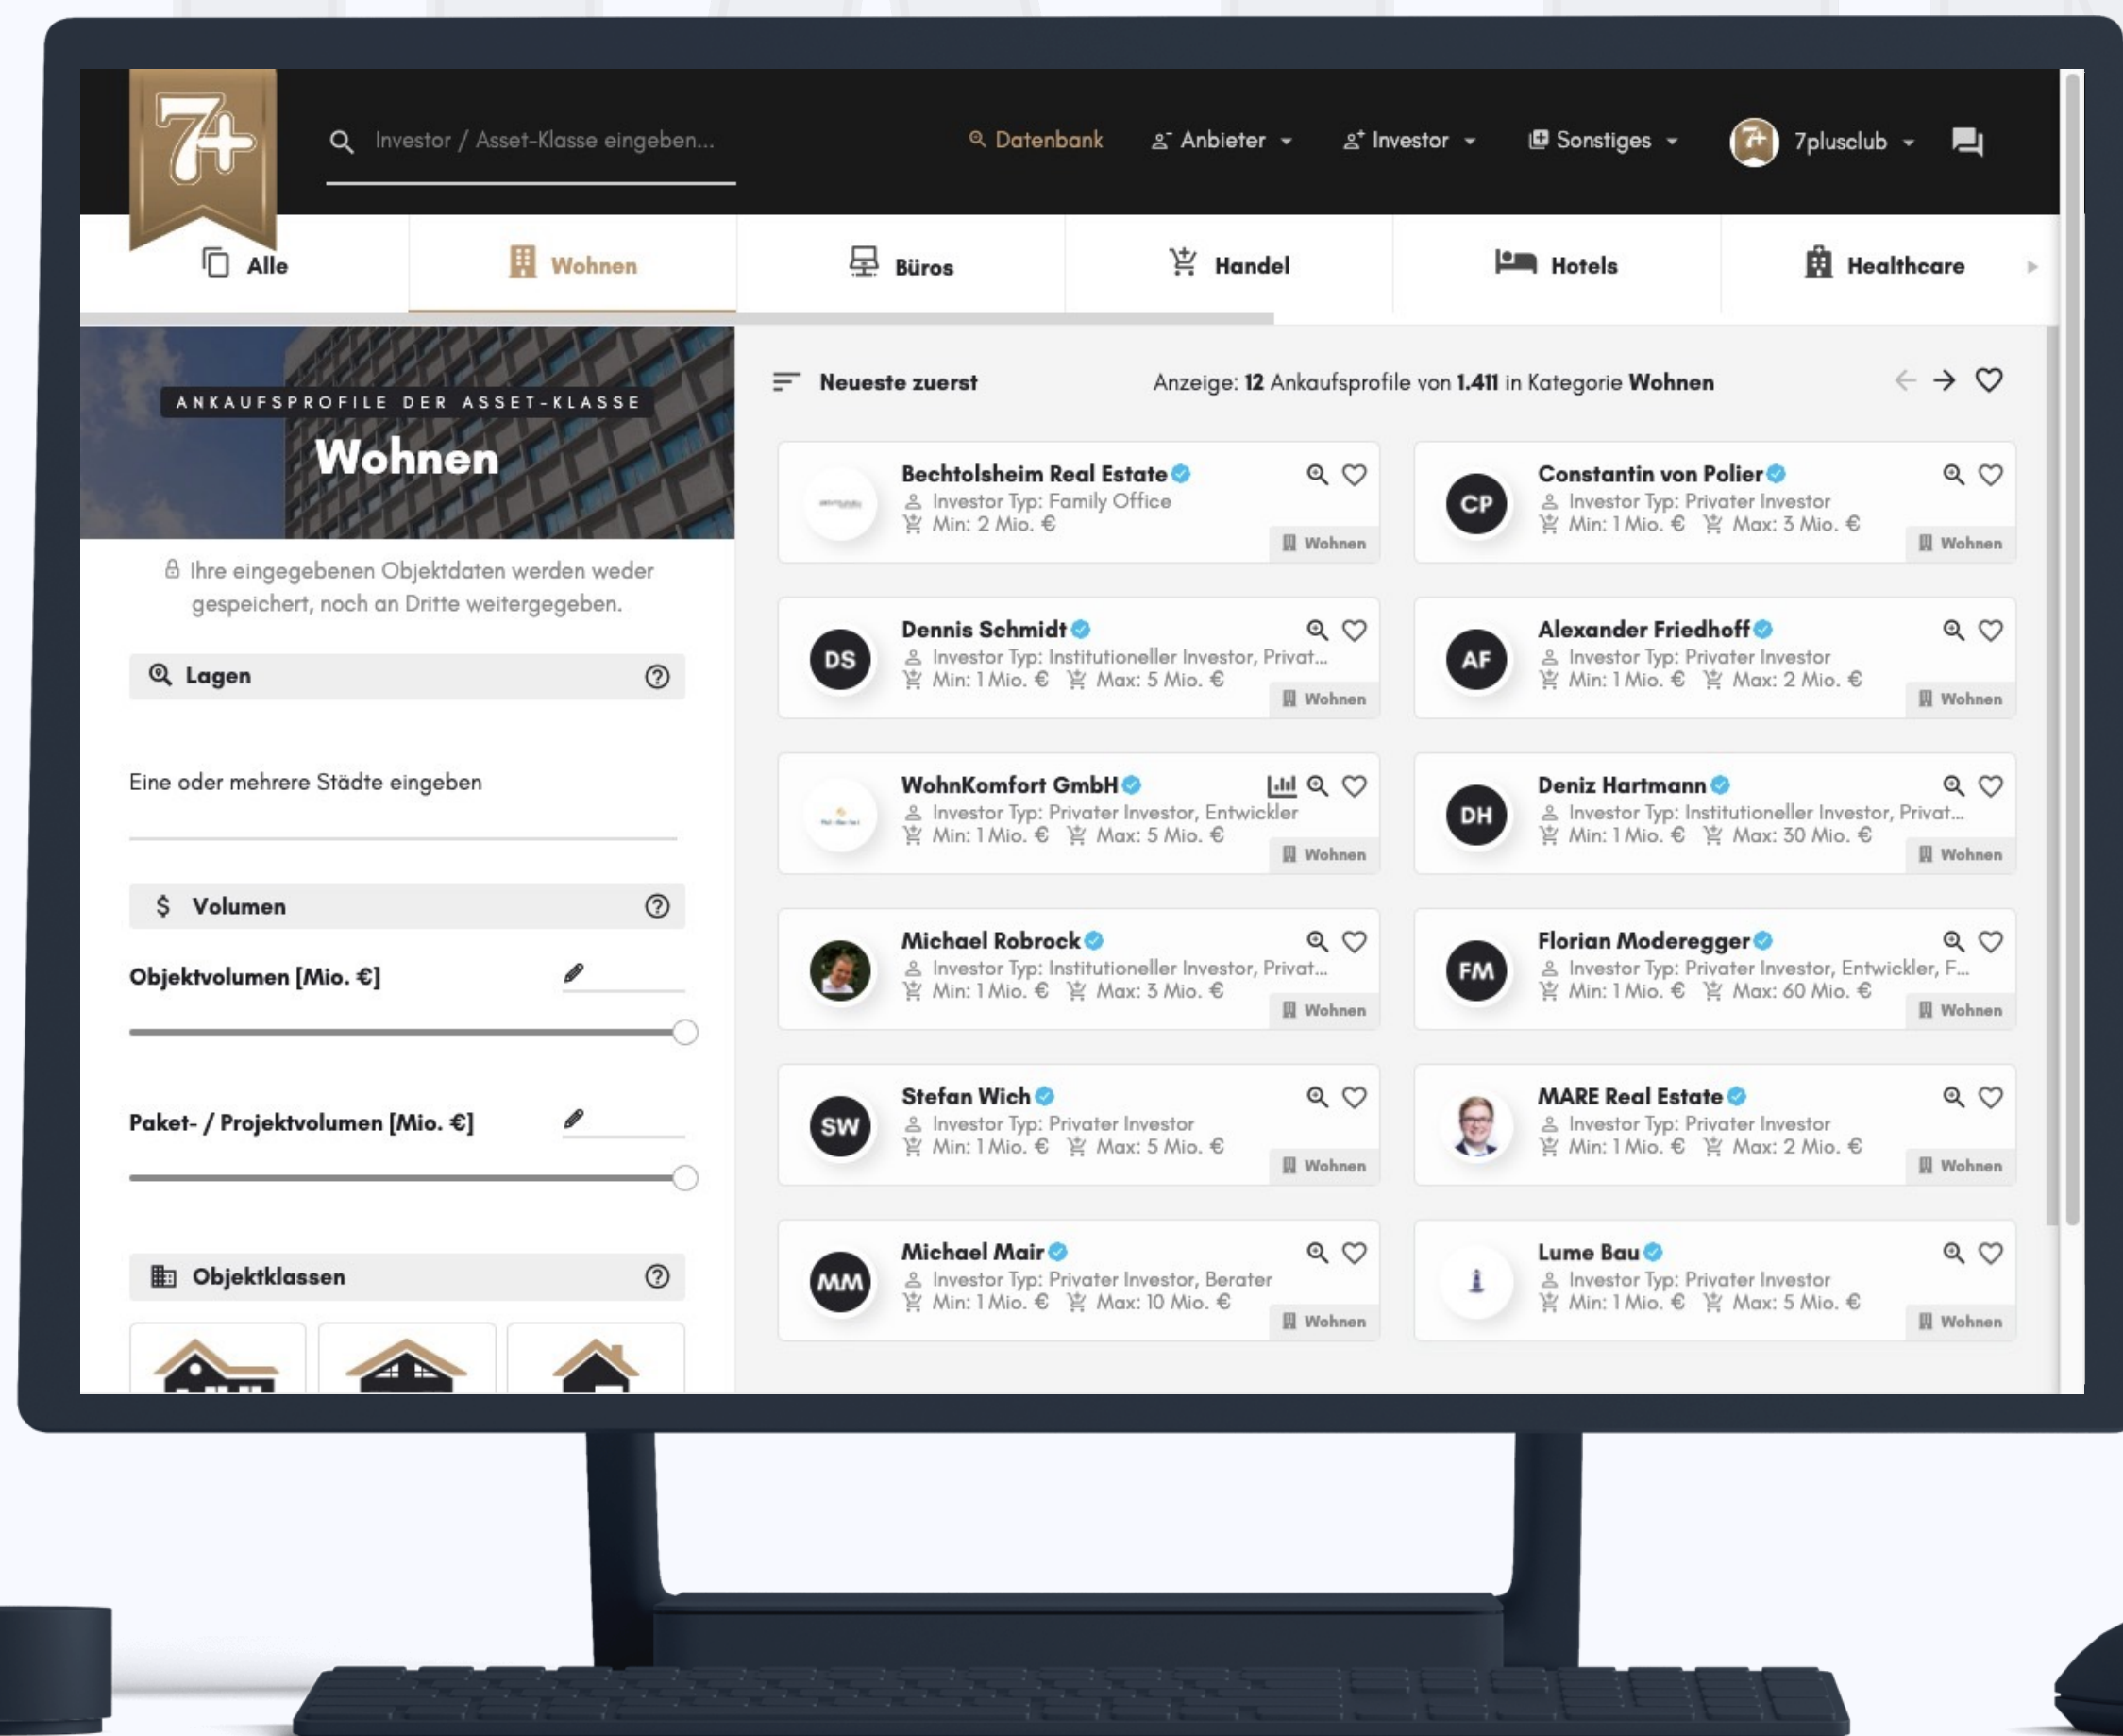 7+
Investor / Asset-Klasse eingeben...
Datenbank
Anbieter
Investor
Sonstiges
7+
7plusclub
Alle
Wohnen
Büros
Handel
Hotels
Healthcare
ANKAUFSPROFILE DER ASSET-KLASSE
Wohnen
Ihre eingegebenen Objektdaten werden weder
gespeichert, noch an Dritte weitergegeben.
Lagen
Eine oder mehrere Städte eingeben
$ Volumen
Objektvolumen [Mio. €]
Paket- / Projektvolumen [Mio. €]
Objektklassen
Neueste zuerst
Anzeige: 12 Ankaufsprofile von 1.411 in Kategorie Wohnen
Bechtolsheim Real Estate
Investor Typ: Family Office
Min: 2 Mio. €
Wohnen
CP
Constantin von Polier
Investor Typ: Privater Investor
Min: 1 Mio. € Max: 3 Mio. €
Wohnen
DS
Dennis Schmidt
Investor Typ: Institutioneller Investor, Privat...
Min: 1 Mio. € Max: 5 Mio. €
Wohnen
AF
Alexander Friedhoff
Investor Typ: Privater Investor
Min: 1 Mio. € Max: 2 Mio. €
Wohnen
WohnKomfort GmbH
Investor Typ: Privater Investor, Entwickler
Min: 1 Mio. € Max: 5 Mio. €
Wohnen
DH
Deniz Hartmann
Investor Typ: Institutioneller Investor, Privat...
Min: 1 Mio. € Max: 30 Mio. €
Wohnen
Michael Robrock
Investor Typ: Institutioneller Investor, Privat...
Min: 1 Mio. € Max: 3 Mio. €
Wohnen
FM
Florian Moderegger
Investor Typ: Privater Investor, Entwickler, F...
Min: 1 Mio. € Max: 60 Mio. €
Wohnen
SW
Stefan Wich
Investor Typ: Privater Investor
Min: 1 Mio. € Max: 5 Mio. €
Wohnen
MARE Real Estate
Investor Typ: Privater Investor
Min: 1 Mio. € Max: 2 Mio. €
Wohnen
MM
Michael Mair
Investor Typ: Privater Investor, Berater
Min: 1 Mio. € Max: 10 Mio. €
Wohnen
Lume Bau
Investor Typ: Privater Investor
Min: 1 Mio. € Max: 5 Mio. €
Wohnen